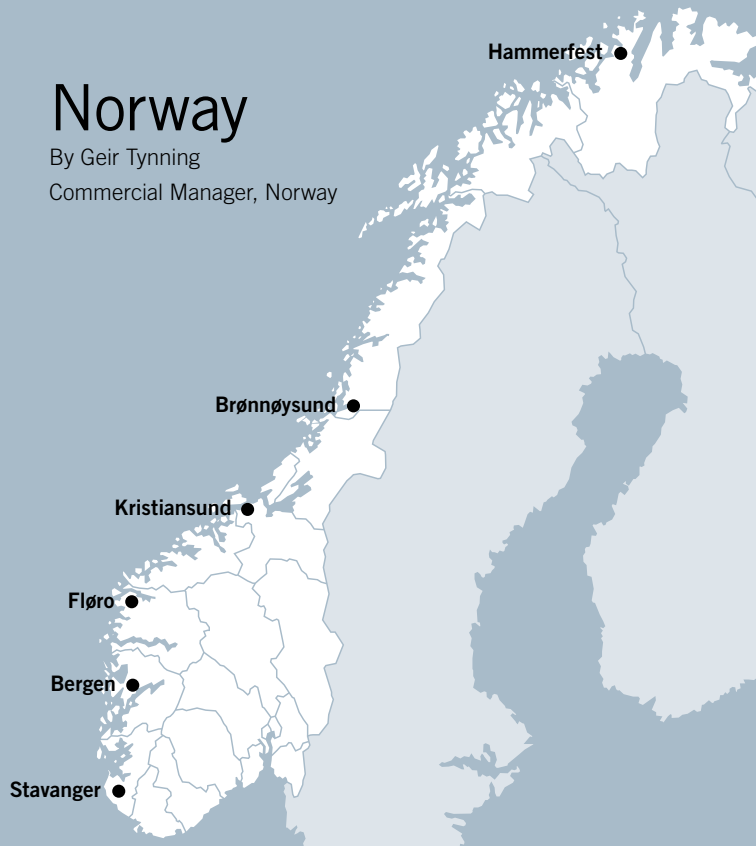 Hammerfest
Norway
By Geir Tynning
Commercial Manager, Norway
Brønnøysund
Kristiansund
Fløro
Bergen
Stavanger